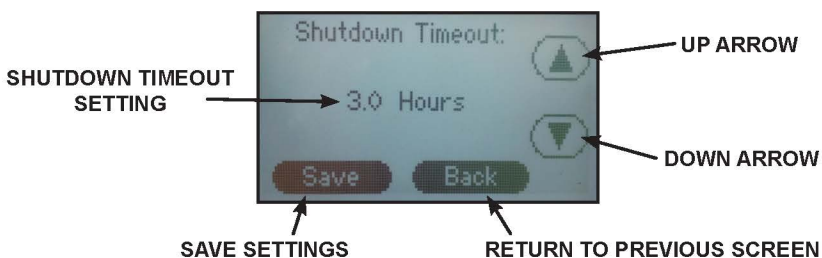 Shutdown Timeout:
UP ARROW
SHUTDOWN TIMEOUT
SETTING
3.0 Hours
DOWN ARROW
Save
Back
SAVE SETTINGS
RETURN TO PREVIOUS SCREEN